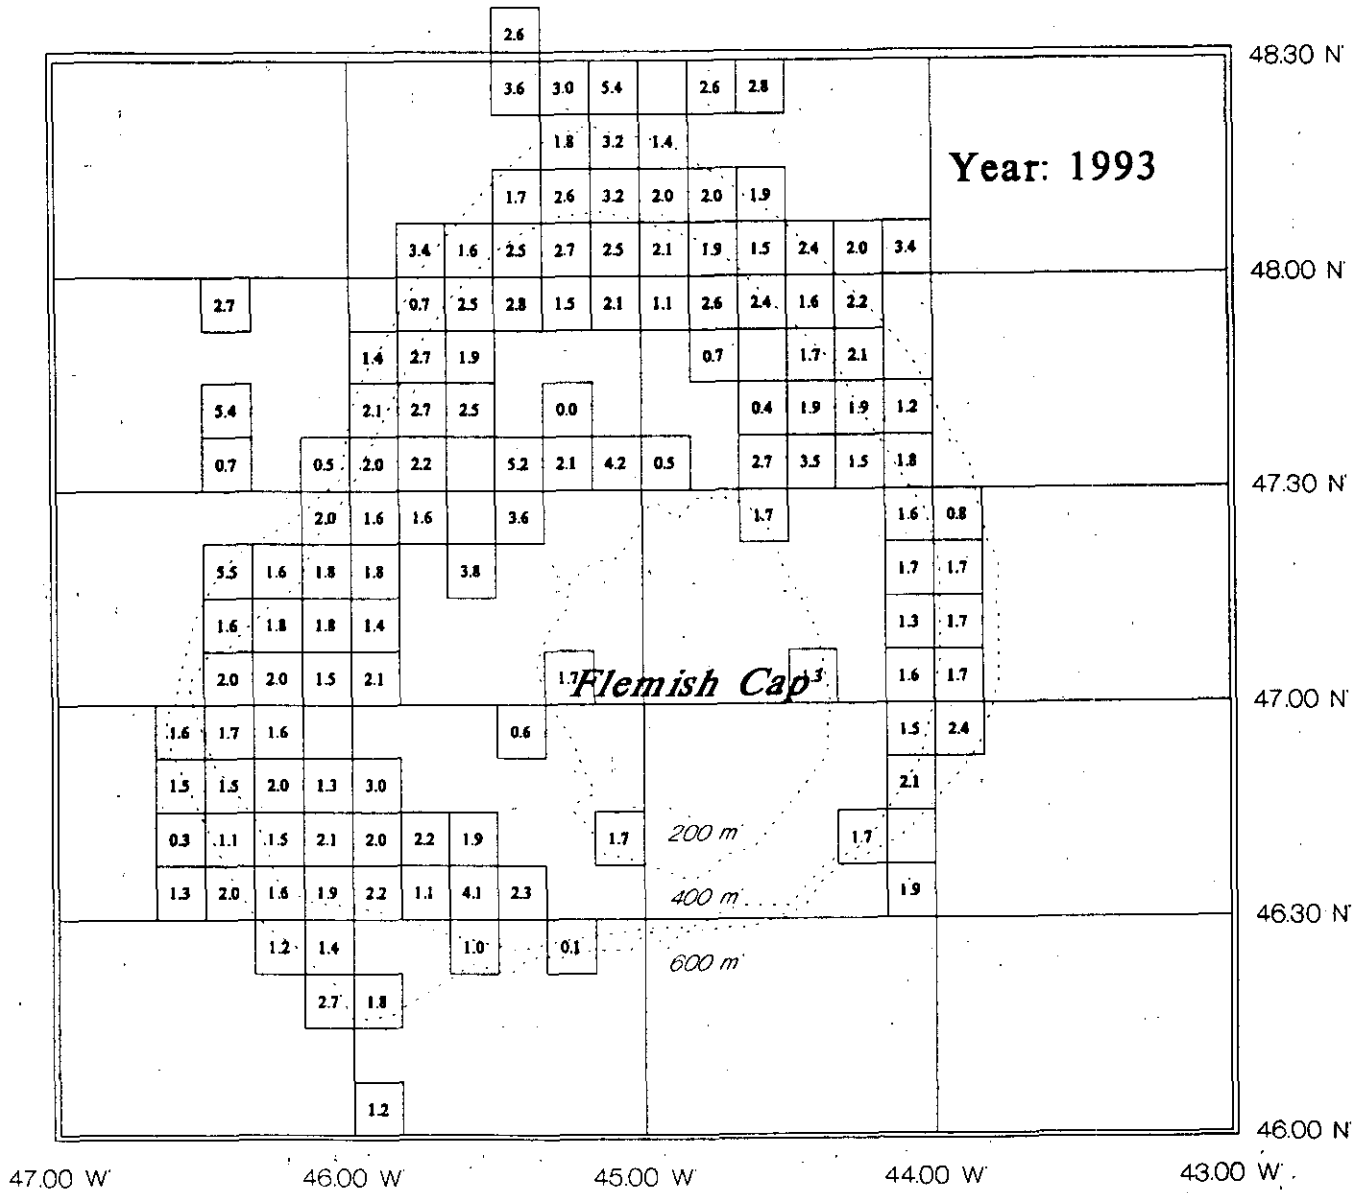 2.6
48.30 N
3.6 3.0 5.4 2.6 2.8
1.8 3.2 1.4
Year: 1993
1.7 2.6 3.2 2.0 2.0 1.9
3.4 1.6 2.5 2.7 2.5 2.1 1.9 1.5 2.4 2.0 3.4
48.00 N
2.7 0.7 2.5 2.8 1.5 2.1 1.1 2.6 2.4 1.6 2.2
1.4 2.7 1.9 0.7 1.7 2.1
5.4 2.1 2.7 2.5 0.0 0.4 1.9 1.9 1.2
0.7 0.5 2.0 2.2 5.2 2.1 4.2 0.5 2.7 3.5 1.5 1.8
47.30 N
2.0 1.6 1.6 3.6 1.7 1.6 0.8
5.5 1.6 1.8 1.8 3.8 1.7 1.7
1.6 1.8 1.8 1.4 1.3 1.7
2.0 2.0 1.5 2.1 1.7 Flemish Cap 1.6 1.7
47.00 N
1.6 1.7 1.6 0.6 1.5 2.4
1.5 1.5 2.0 1.3 3.0 2.1
0.3 1.1 1.5 2.1 2.0 2.2 1.9 1.7 200 m 1.7
1.3 2.0 1.6 1.9 2.2 1.1 4.1 2.3 400 m 1.9
46.30 N
1.2 1.4 1.0 0.1 600 m
2.7 1.8
1.2
46.00 N
47.00 W 46.00 W 45.00 W 44.00 W 43.00 W